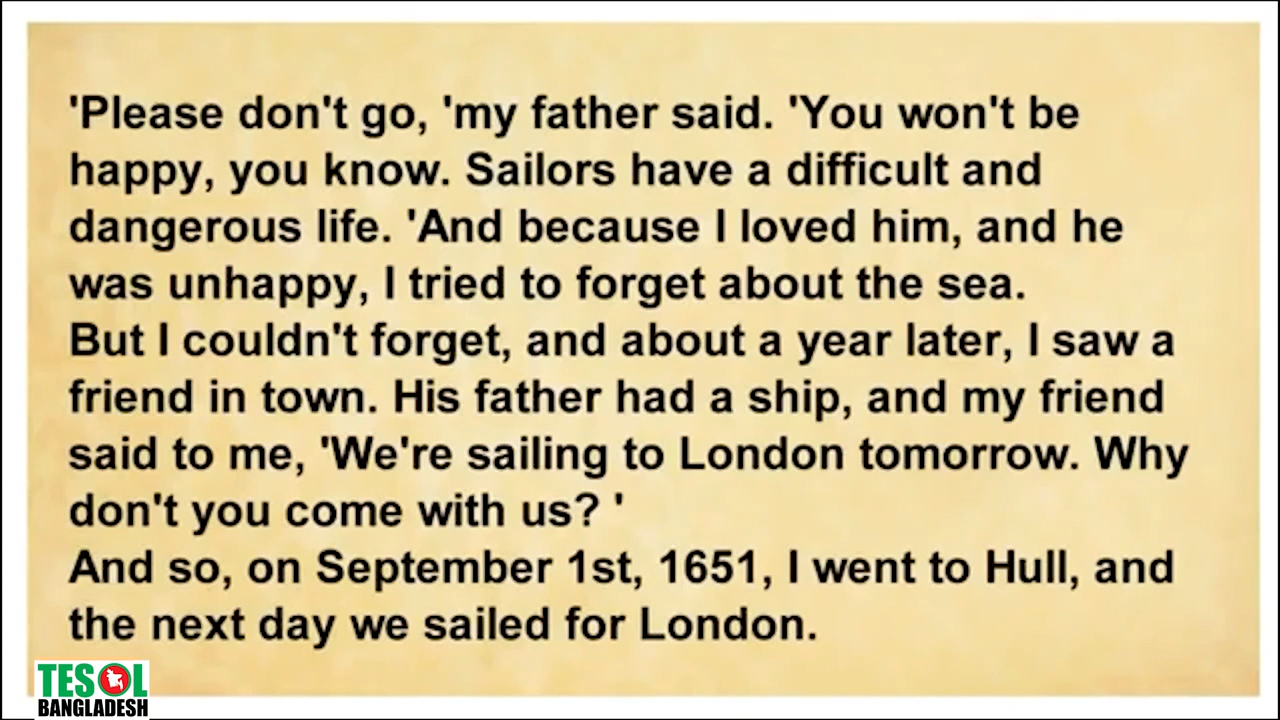 'Please don't go, 'my father said. 'You won't be
happy, you know. Sailors have a difficult and
dangerous life. 'And because I loved him, and he
was unhappy, I tried to forget about the sea.
But I couldn't forget, and about a year later, I saw a
friend in town. His father had a ship, and my friend
said to me, 'We're sailing to London tomorrow. Why
don't you come with us? '
And so, on September 1st, 1651, I went to Hull, and
the next day we sailed for London.
TESOL
BANGLADESH